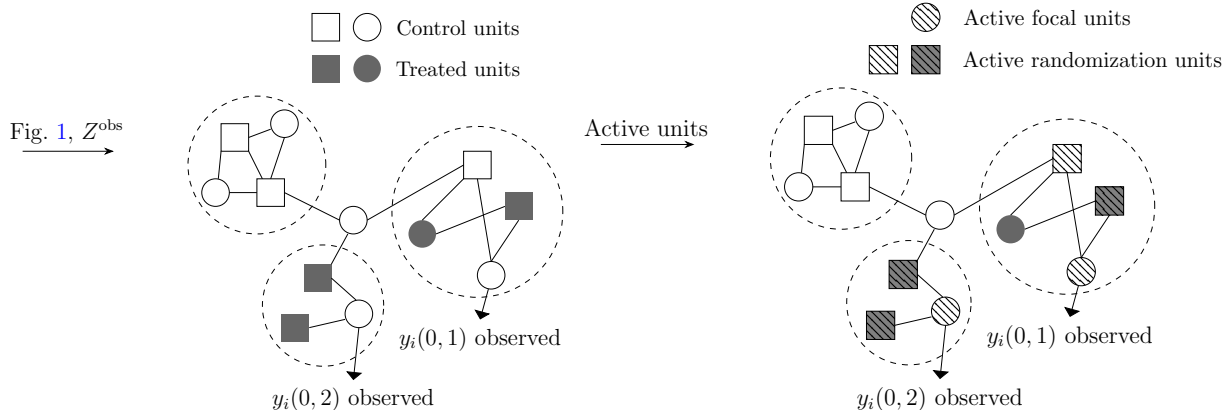 Control units
Treated units
Fig. 1, Z^obs
y_i(0, 1) observed
y_i(0, 2) observed
Active focal units
Active randomization units
Active units
y_i(0, 1) observed
y_i(0, 2) observed